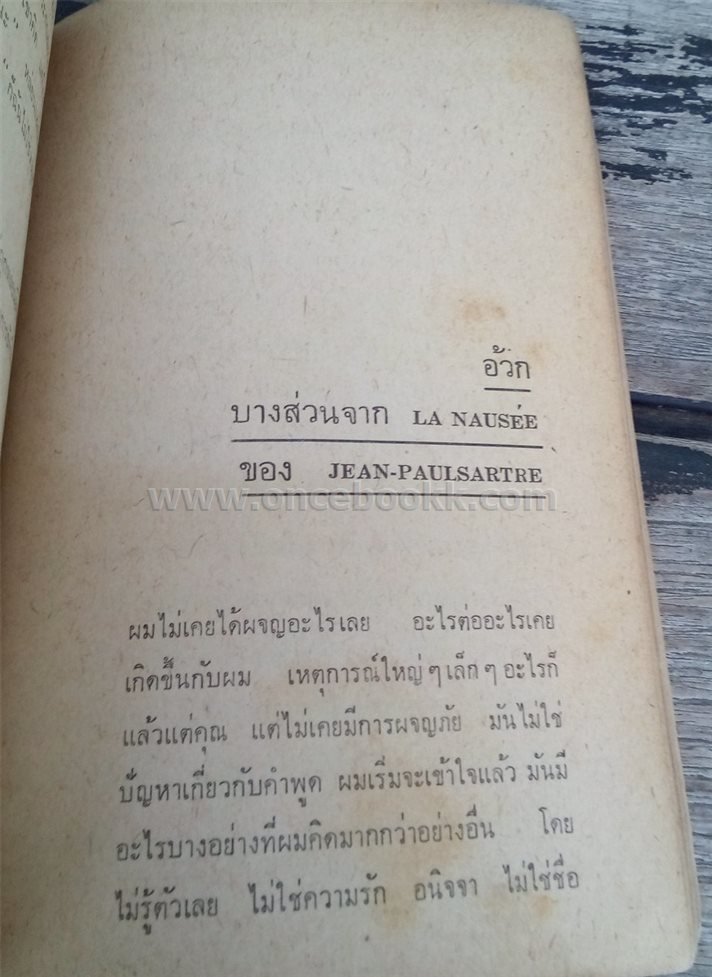 อ้วก
บางส่วนจาก LA NAUSÉE
ของ JEAN-PAULSARTRE
www.oncebookk.com
ผมไม่เคยได้ผจญอะไรเลย อะไรต่ออะไรเคย
เกิดขึ้นกับผม เหตุการณ์ใหญ่ๆเล็กๆอะไรก็
แล้วแต่คุณ แต่ไม่เคยมีการผจญภัย มันไม่ใช่
ปัญหาเกี่ยวกับคำพูด ผมเริ่มจะเข้าใจแล้ว มันมี
อะไรบางอย่างที่ผมคิดมากกว่าอย่างอื่น โดย
ไม่รู้ตัวเลย ไม่ใช่ความรัก อนิจจา ไม่ใช่ชื่อ